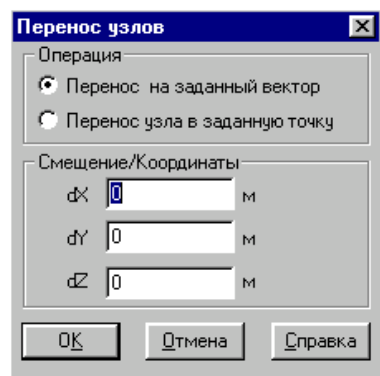 Перенос узлов
Операция
Перенос на заданный вектор
Перенос узла в заданную точку
Смещение/Координаты
dX 0 м
dY 0 м
dZ 0 м
OK Отмена Справка